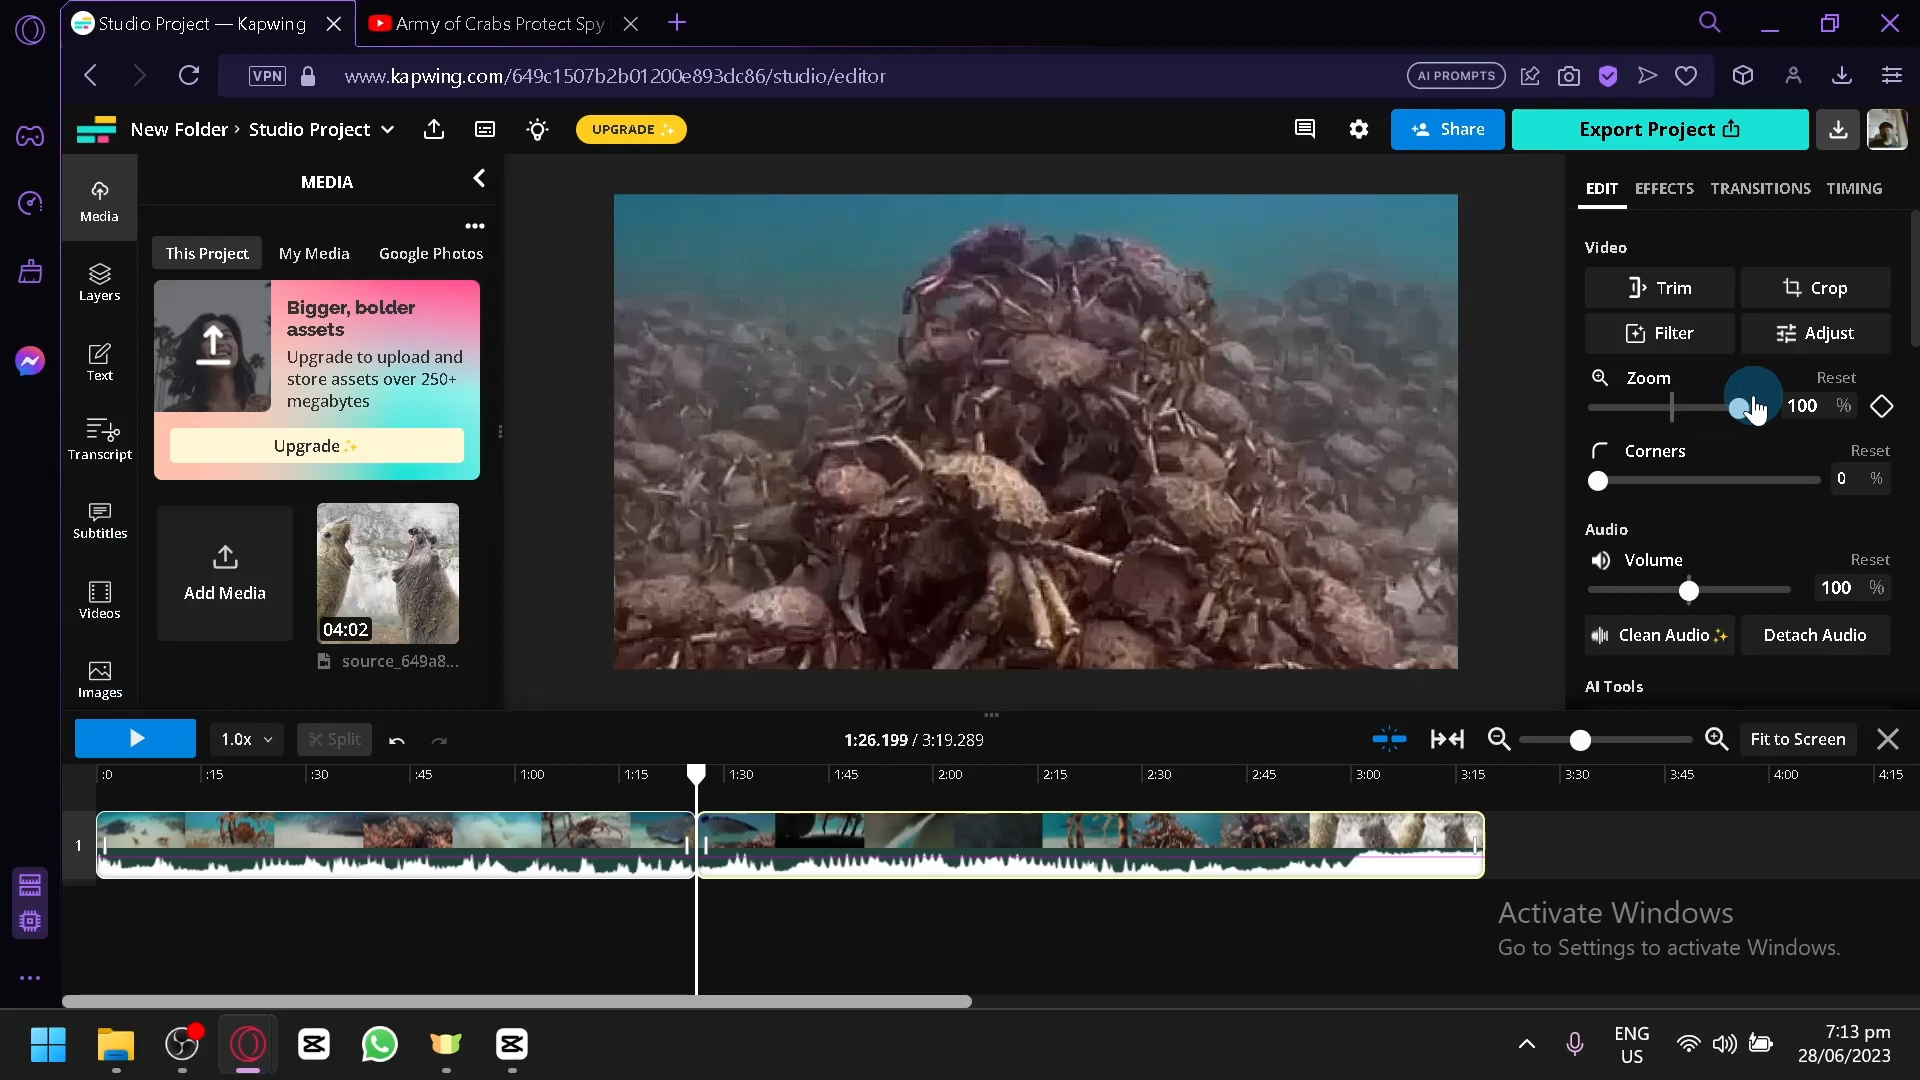 Studio Project — Kapwing
Army of Crabs Protect Spy
VPN
www.kapwing.com/649c1507b2b01200e893dc86/studio/editor
AI PROMPTS
New Folder › Studio Project
UPGRADE
Share
Export Project
Media
Layers
Text
Transcript
Subtitles
Videos
Images
MEDIA
This Project
My Media
Google Photos
Bigger, bolder
assets
Upgrade to upload and
store assets over 250+
megabytes
Upgrade
Add Media
04:02
source_649a8...
EDIT
EFFECTS
TRANSITIONS
TIMING
Video
Trim
Crop
Filter
Adjust
Zoom
Reset
100 %
Corners
Reset
0 %
Audio
Volume
Reset
100 %
Clean Audio
Detach Audio
AI Tools
1.0x
Split
1:26.199 / 3:19.289
Fit to Screen
:0 :15 :30 :45 1:00 1:15 1:30 1:45 2:00 2:15 2:30 2:45 3:00 3:15 3:30 3:45 4:00 4:15
1
Activate Windows
Go to Settings to activate Windows.
ENG
US
7:13 pm
28/06/2023